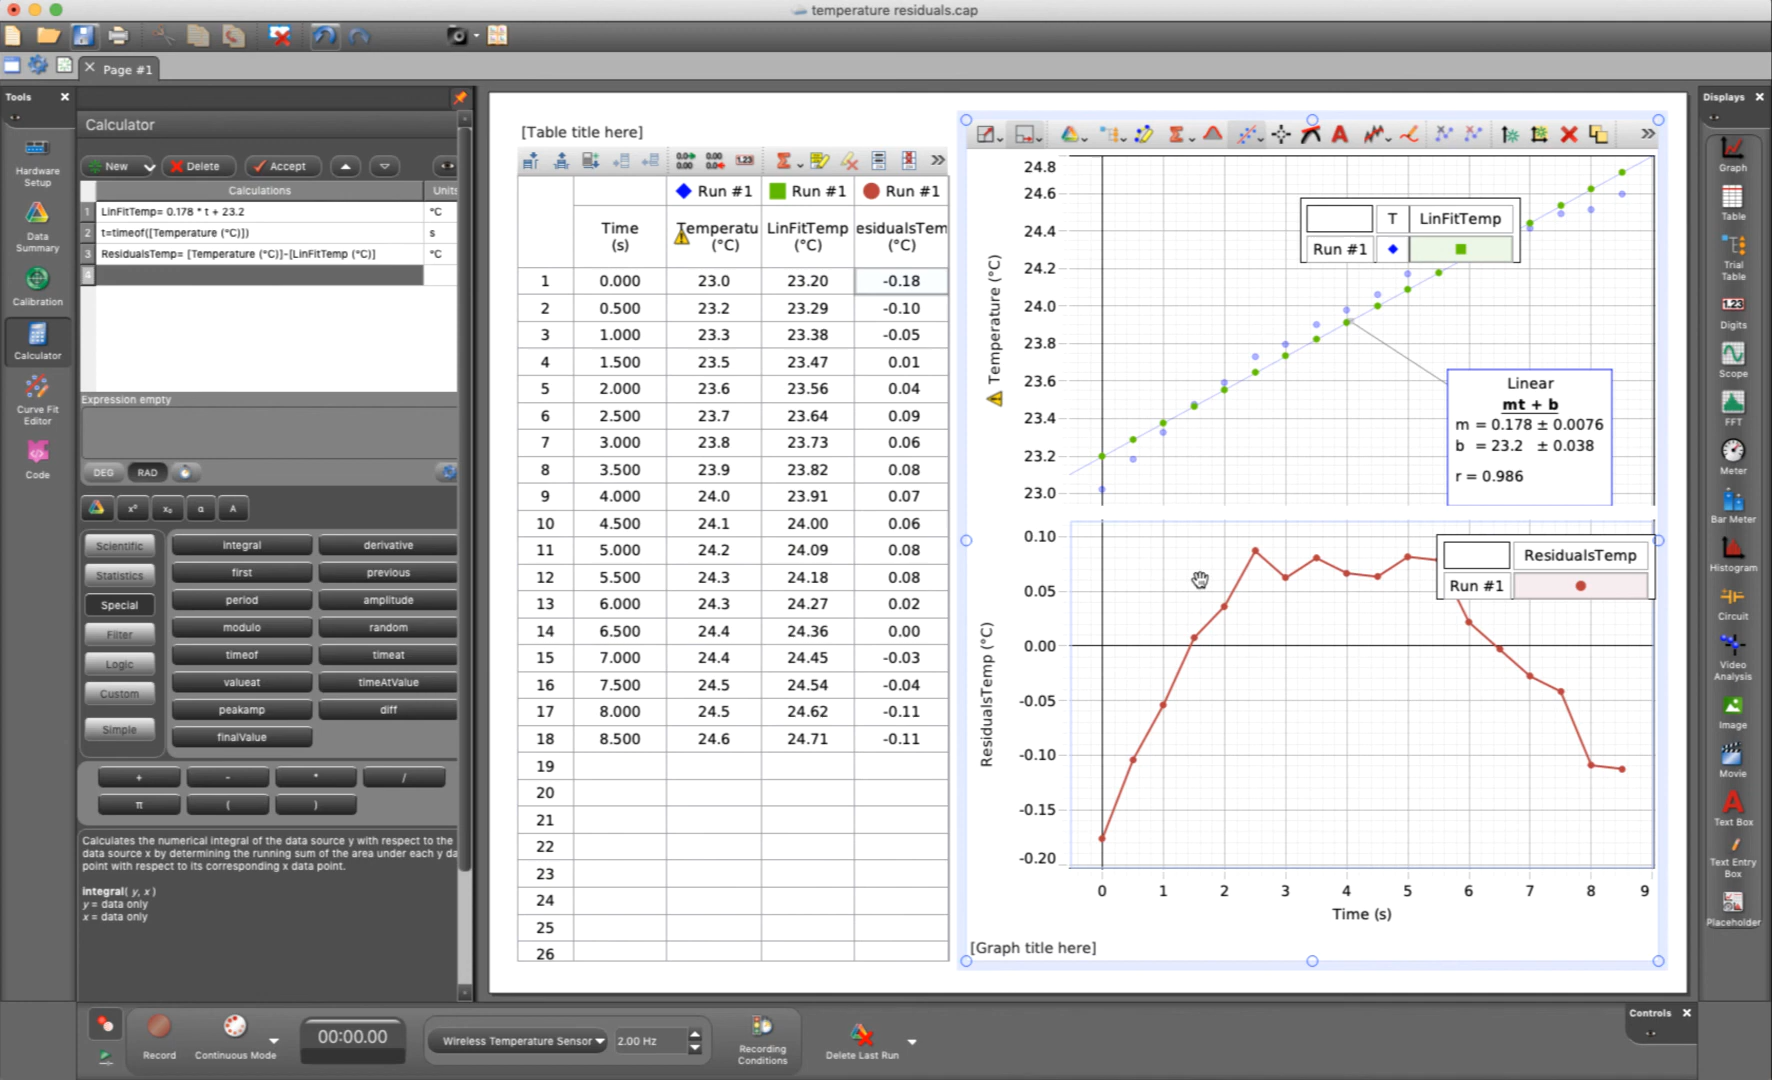 temperature residuals.cap
Page #1
Tools
Hardware Setup
Data Summary
Calibration
Calculator
Curve Fit Editor
Code
Calculator
New Delete Accept
Calculations Units
1 LinFitTemp= 0.178 * t + 23.2 °C
2 t=timeof([Temperature (°C)]) s
3 ResidualsTemp= [Temperature (°C)]-[LinFitTemp (°C)] °C
4
Expression empty
DEG RAD
x² x₀ α A
Scientific integral derivative
Statistics first previous
Special period amplitude
Filter modulo random
Logic timeof timeat
Custom valueat timeAtValue
Simple peakamp diff
finalValue
+ - * /
π ( )
Calculates the numerical integral of the data source y with respect to the
data source x by determining the running sum of the area under each y da
point with respect to its corresponding x data point.
integral( y, x )
y = data only
x = data only
[Table title here]
0.00 0.00 1.23
Run #1 Run #1 Run #1
Time (s) Temperatu (°C) LinFitTemp (°C) esidualsTem (°C)
1 0.000 23.0 23.20 -0.18
2 0.500 23.2 23.29 -0.10
3 1.000 23.3 23.38 -0.05
4 1.500 23.5 23.47 0.01
5 2.000 23.6 23.56 0.04
6 2.500 23.7 23.64 0.09
7 3.000 23.8 23.73 0.06
8 3.500 23.9 23.82 0.08
9 4.000 24.0 23.91 0.07
10 4.500 24.1 24.00 0.06
11 5.000 24.2 24.09 0.08
12 5.500 24.3 24.18 0.08
13 6.000 24.3 24.27 0.02
14 6.500 24.4 24.36 0.00
15 7.000 24.4 24.45 -0.03
16 7.500 24.5 24.54 -0.04
17 8.000 24.5 24.62 -0.11
18 8.500 24.6 24.71 -0.11
19
20
21
22
23
24
25
26
24.8
24.6
24.4
24.2
24.0
23.8
23.6
23.4
23.2
23.0
Temperature (°C)
T LinFitTemp
Run #1
Linear
mt + b
m = 0.178 ± 0.0076
b = 23.2 ± 0.038
r = 0.986
0.10
0.05
0.00
-0.05
-0.10
-0.15
-0.20
ResidualsTemp (°C)
ResidualsTemp
Run #1
0 1 2 3 4 5 6 7 8 9
Time (s)
[Graph title here]
Displays
Graph
Table
Trial Table
1.23
Digits
Scope
FFT
Meter
Bar Meter
Histogram
Circuit
Video Analysis
Image
Movie
Text Box
Text Entry Box
Placeholder
Record
Continuous Mode
00:00.00
Wireless Temperature Sensor 2.00 Hz
Recording Conditions
Delete Last Run
Controls